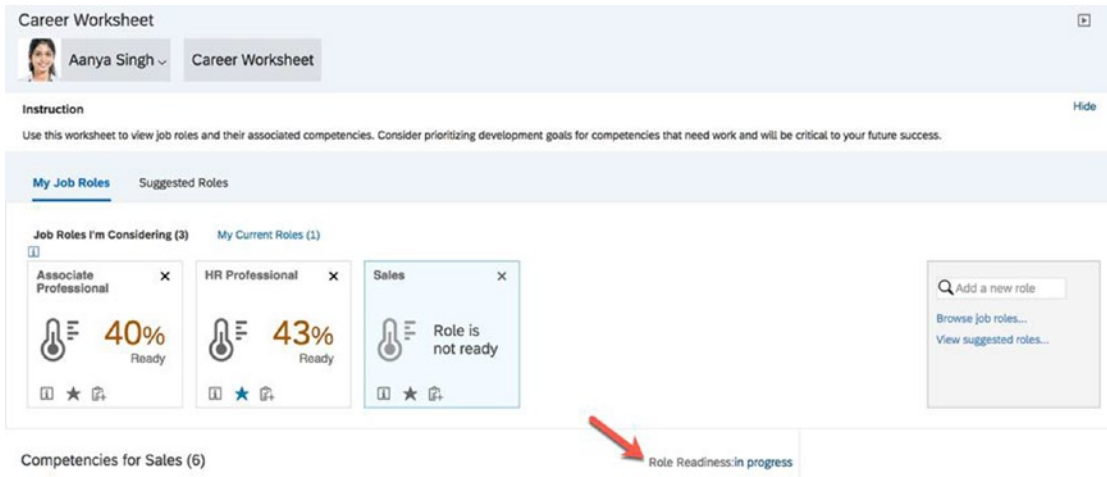 Career Worksheet
Aanya Singh
Career Worksheet
Instruction
Hide
Use this worksheet to view job roles and their associated competencies. Consider prioritizing development goals for competencies that need work and will be critical to your future success.
My Job Roles
Suggested Roles
Job Roles I'm Considering (3)
My Current Roles (1)
Associate
Professional
40%
Ready
HR Professional
43%
Ready
Sales
Role is
not ready
Add a new role
Browse job roles...
View suggested roles...
Competencies for Sales (6)
Role Readiness:in progress